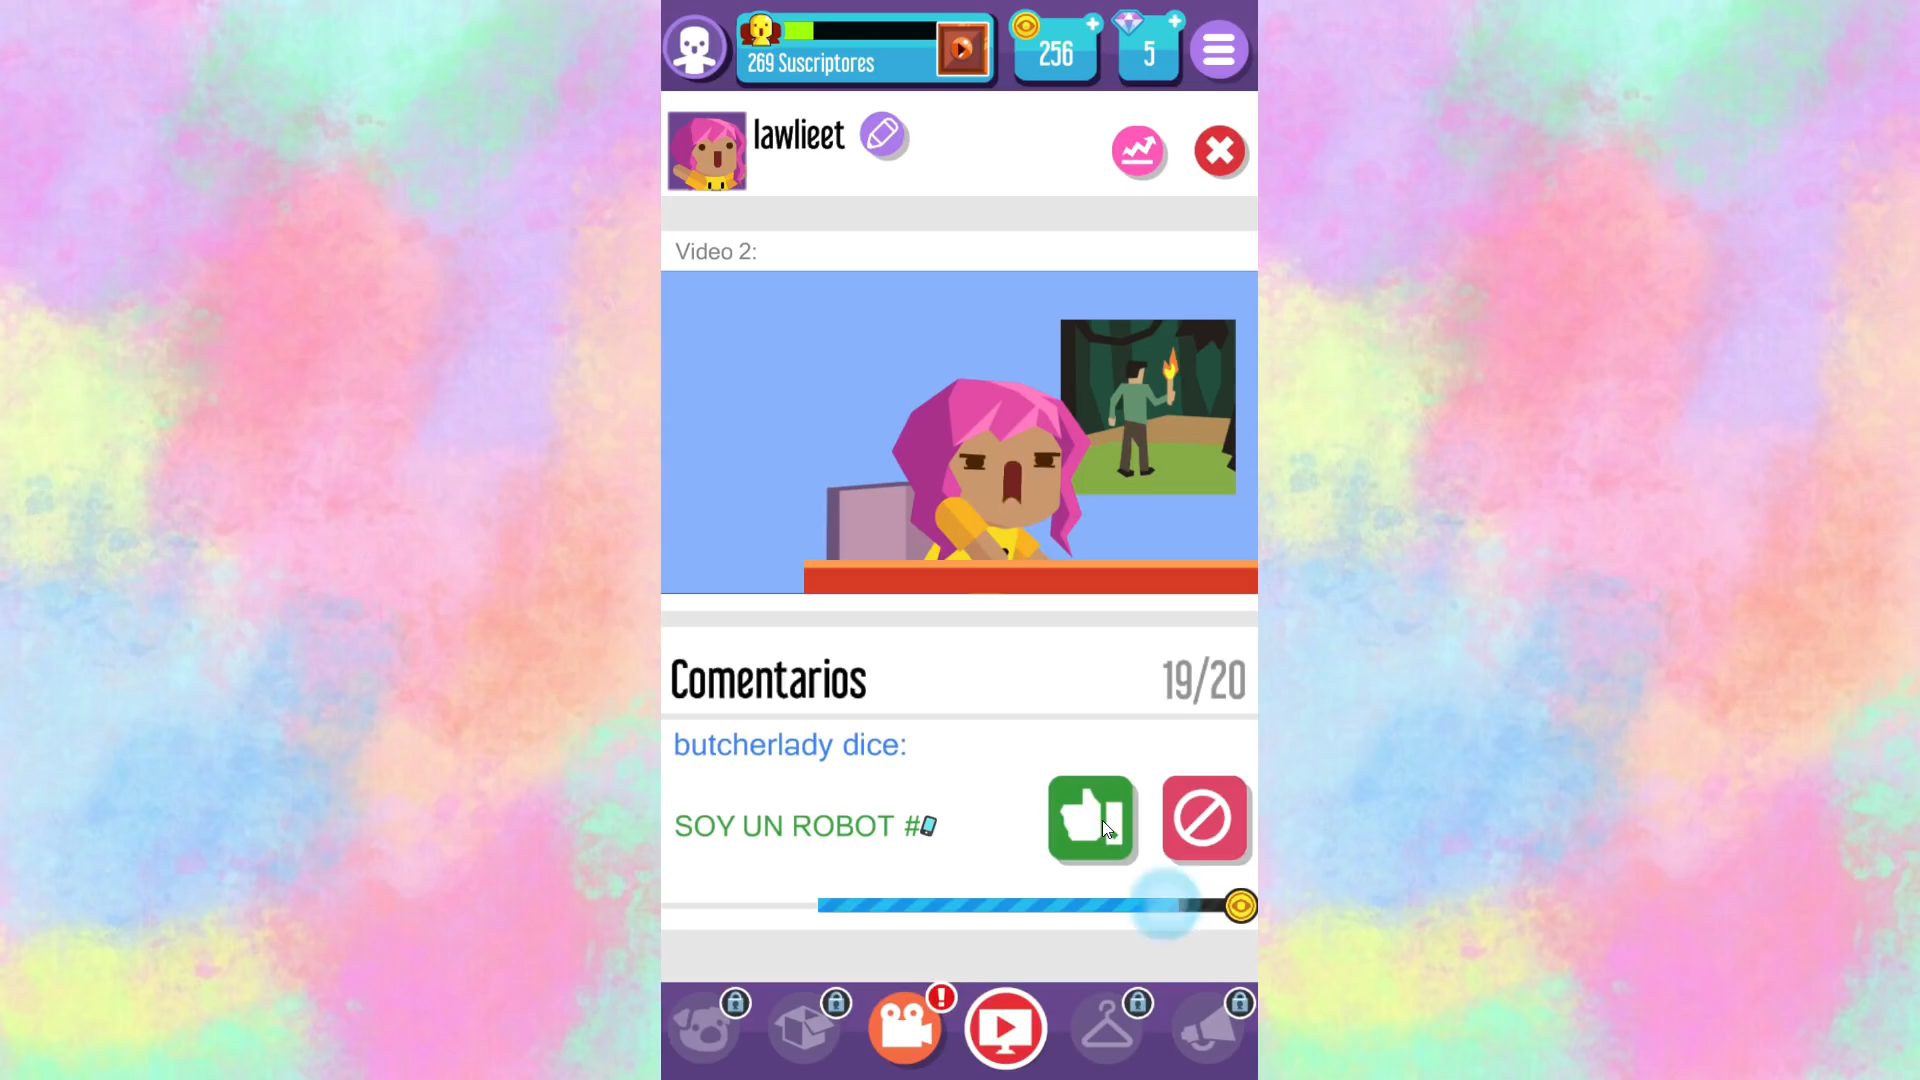 269 Suscriptores
256
5
lawlieet
Video 2:
Comentarios
19/20
butcherlady dice:
SOY UN ROBOT #📱